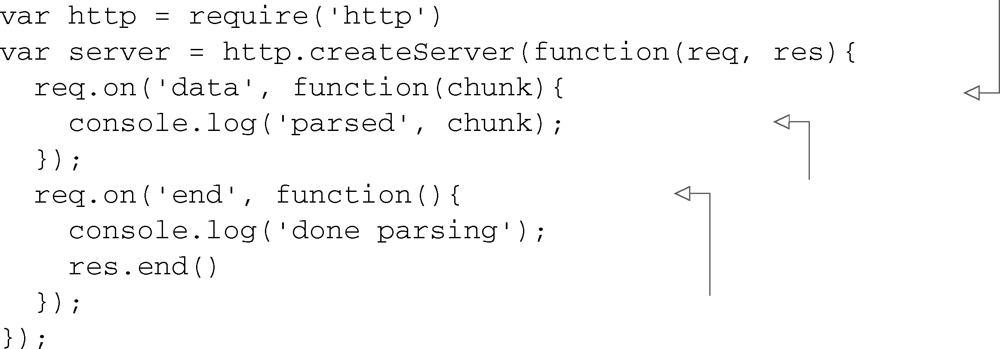 var http = require('http')
var server = http.createServer(function(req, res){
  req.on('data', function(chunk){
    console.log('parsed', chunk);
  });
  req.on('end', function(){
    console.log('done parsing');
    res.end()
  });
});